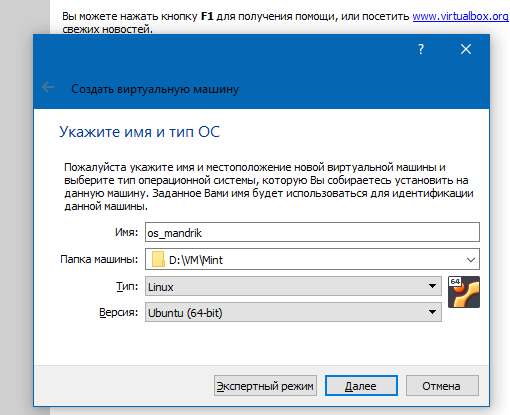 Вы можете нажать кнопку F1 для получения помощи, или посетить www.virtualbox.org
свежих новостей.
?
Создать виртуальную машину
Укажите имя и тип ОС
Пожалуйста укажите имя и местоположение новой виртуальной машины и
выберите тип операционной системы, которую Вы собираетесь установить на
данную машину. Заданное Вами имя будет использоваться для идентификации
данной машины.
Имя: os_mandrik
Папка машины: D:\VM\Mint
Тип: Linux
64
Версия: Ubuntu (64-bit)
Экспертный режим Далее Отмена